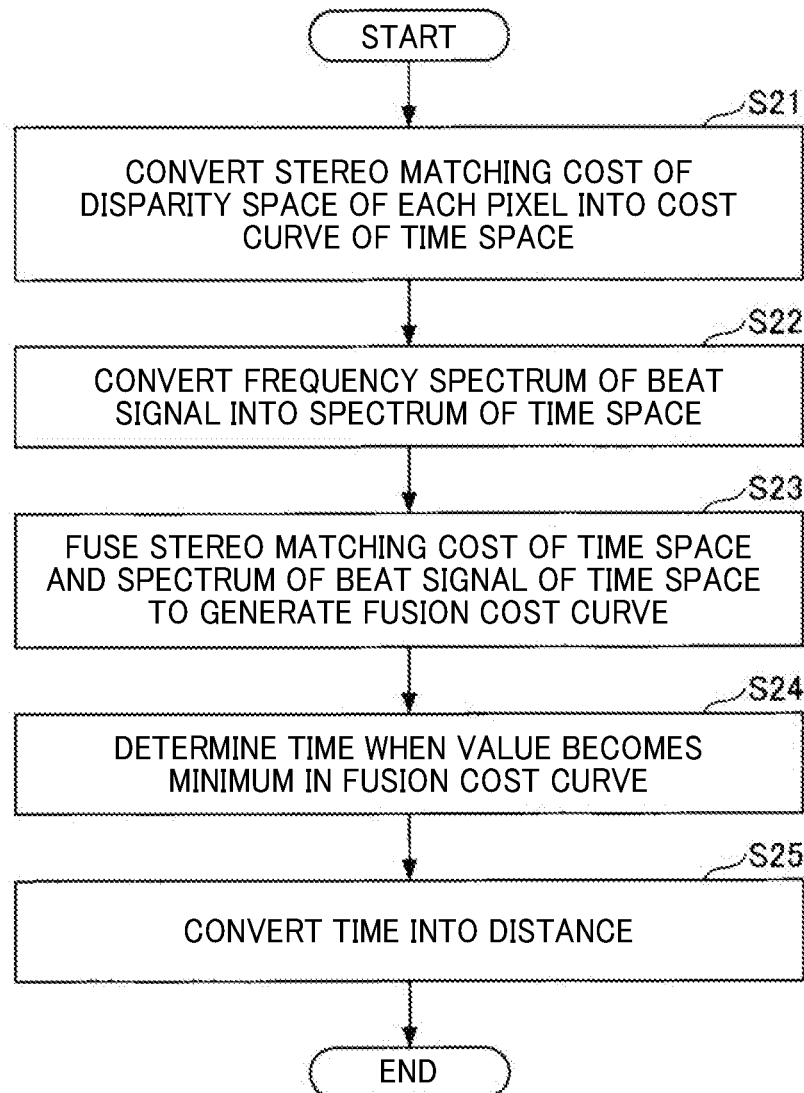 START
S21
CONVERT STEREO MATCHING COST OF
DISPARITY SPACE OF EACH PIXEL INTO COST
CURVE OF TIME SPACE
S22
CONVERT FREQUENCY SPECTRUM OF BEAT
SIGNAL INTO SPECTRUM OF TIME SPACE
S23
FUSE STEREO MATCHING COST OF TIME SPACE
AND SPECTRUM OF BEAT SIGNAL OF TIME SPACE
TO GENERATE FUSION COST CURVE
S24
DETERMINE TIME WHEN VALUE BECOMES
MINIMUM IN FUSION COST CURVE
S25
CONVERT TIME INTO DISTANCE
END